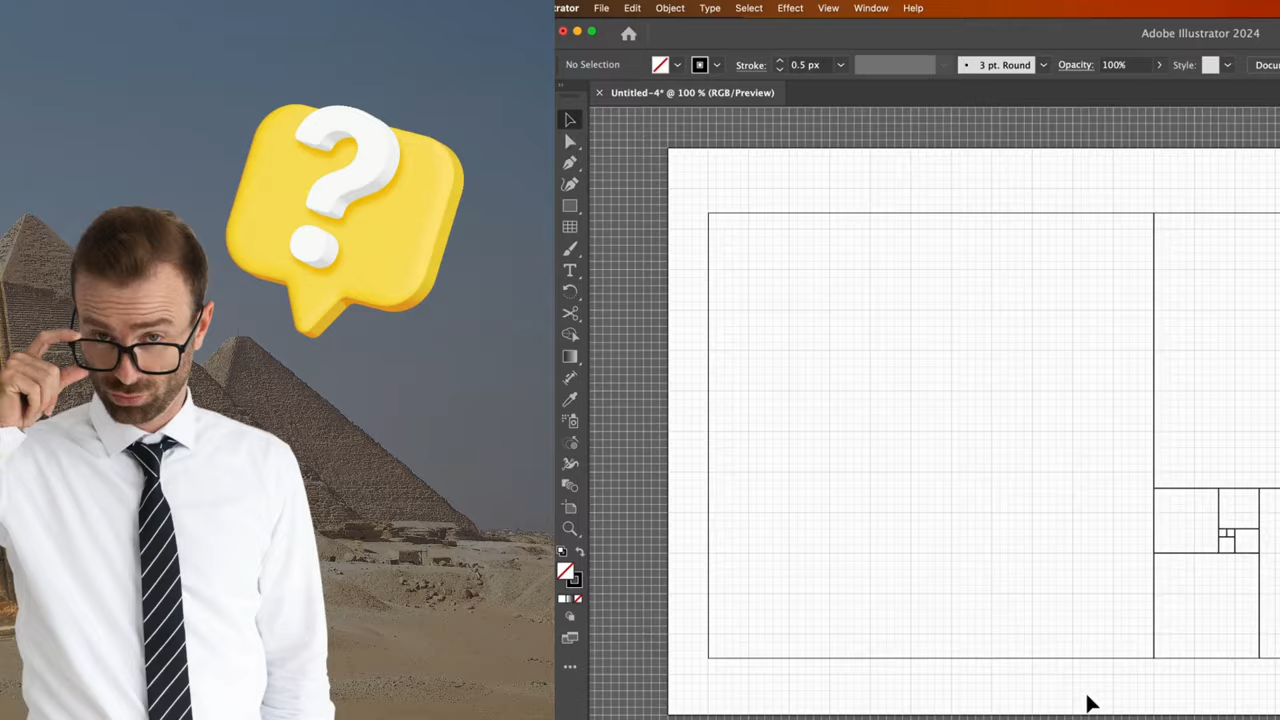 ?
trator File Edit Object Type Select Effect View Window Help
Adobe Illustrator 2024
No Selection Stroke: 0.5 px 3 pt. Round Opacity: 100% Style: Docu
× Untitled-4* @ 100 % (RGB/Preview)